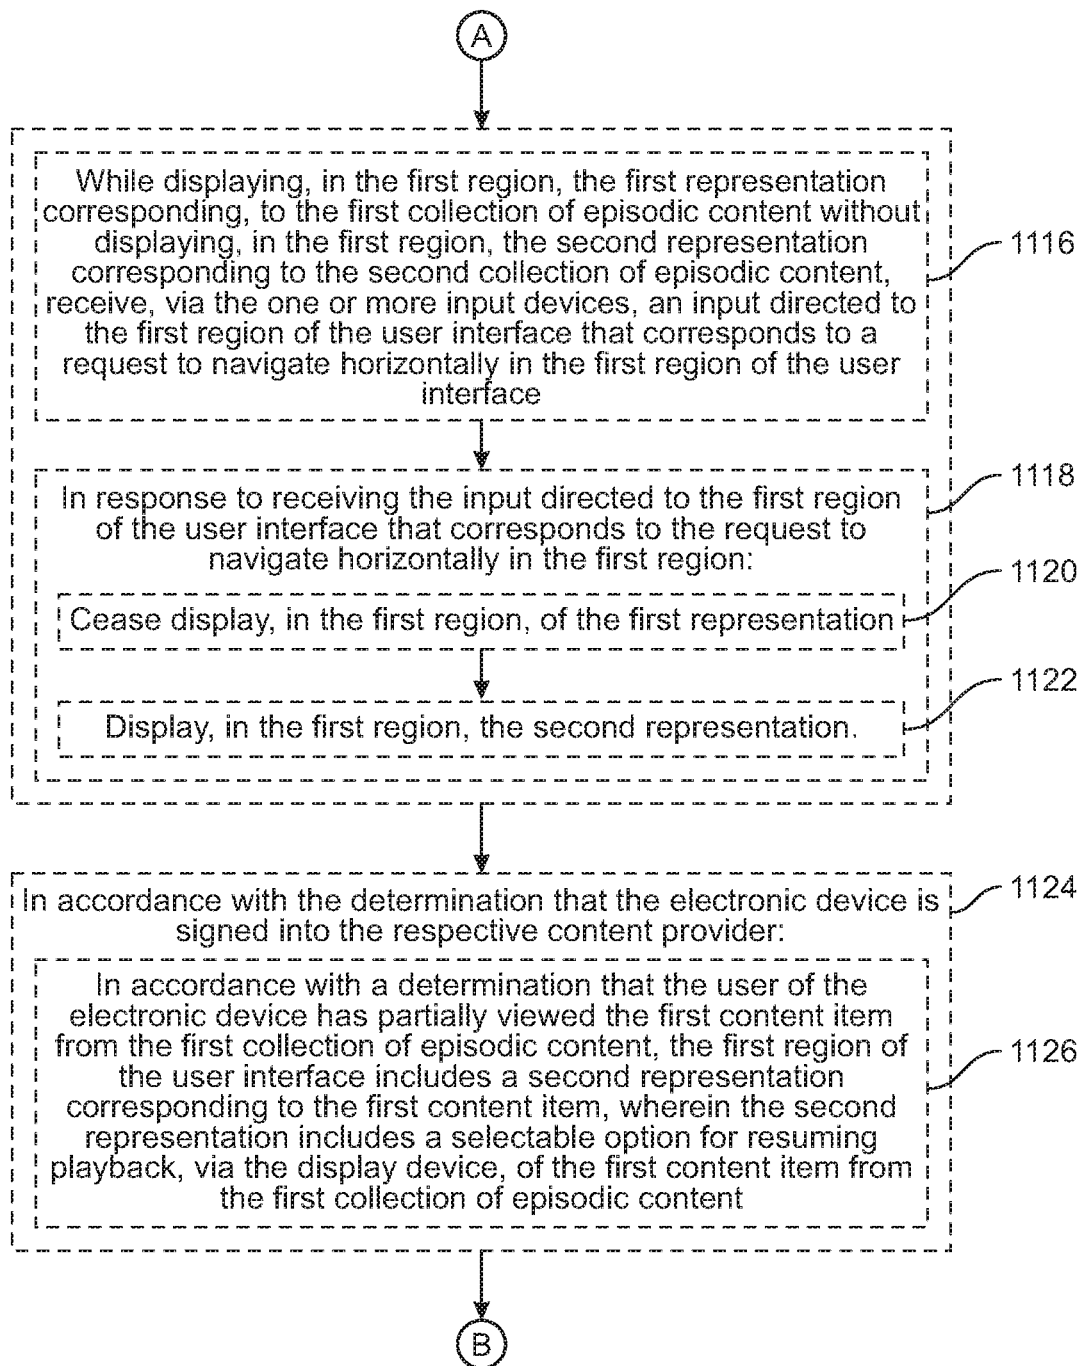 A
While displaying, in the first region, the first representation
corresponding, to the first collection of episodic content without
displaying, in the first region, the second representation
corresponding to the second collection of episodic content,
receive, via the one or more input devices, an input directed to
the first region of the user interface that corresponds to a
request to navigate horizontally in the first region of the user
interface
1116
In response to receiving the input directed to the first region
of the user interface that corresponds to the request to
navigate horizontally in the first region:
1118
Cease display, in the first region, of the first representation
1120
Display, in the first region, the second representation.
1122
In accordance with the determination that the electronic device is
signed into the respective content provider:
1124
In accordance with a determination that the user of the
electronic device has partially viewed the first content item
from the first collection of episodic content, the first region of
the user interface includes a second representation
corresponding to the first content item, wherein the second
representation includes a selectable option for resuming
playback, via the display device, of the first content item from
the first collection of episodic content
1126
B